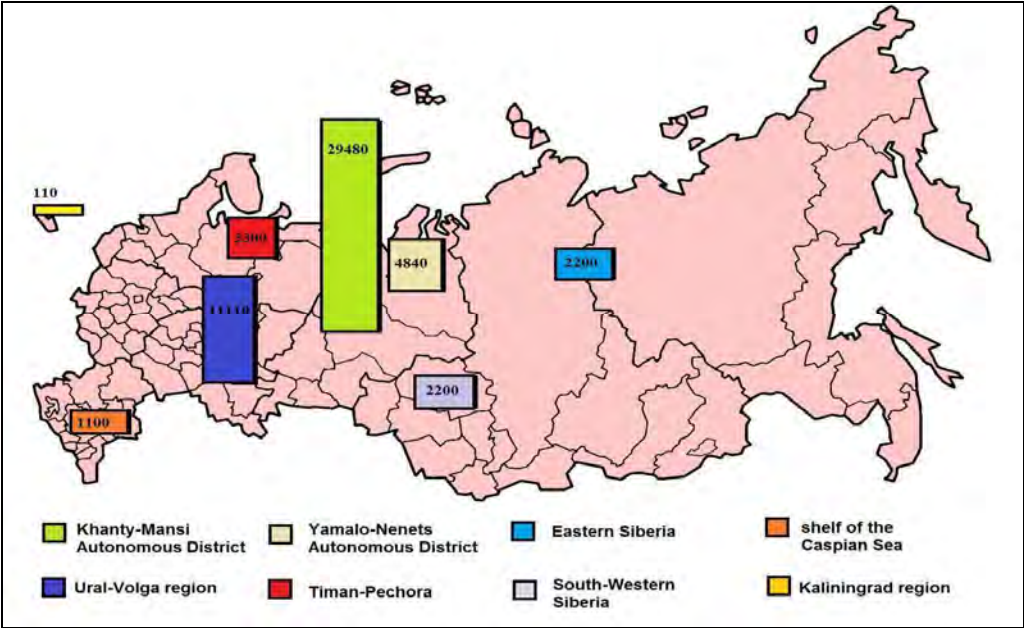 29480
110
3300
4840
2200
11110
2200
1100
Khanty-Mansi
Autonomous District
Yamalo-Nenets
Autonomous District
Eastern Siberia
shelf of the
Caspian Sea
Ural-Volga region
Timan-Pechora
South-Western
Siberia
Kaliningrad region